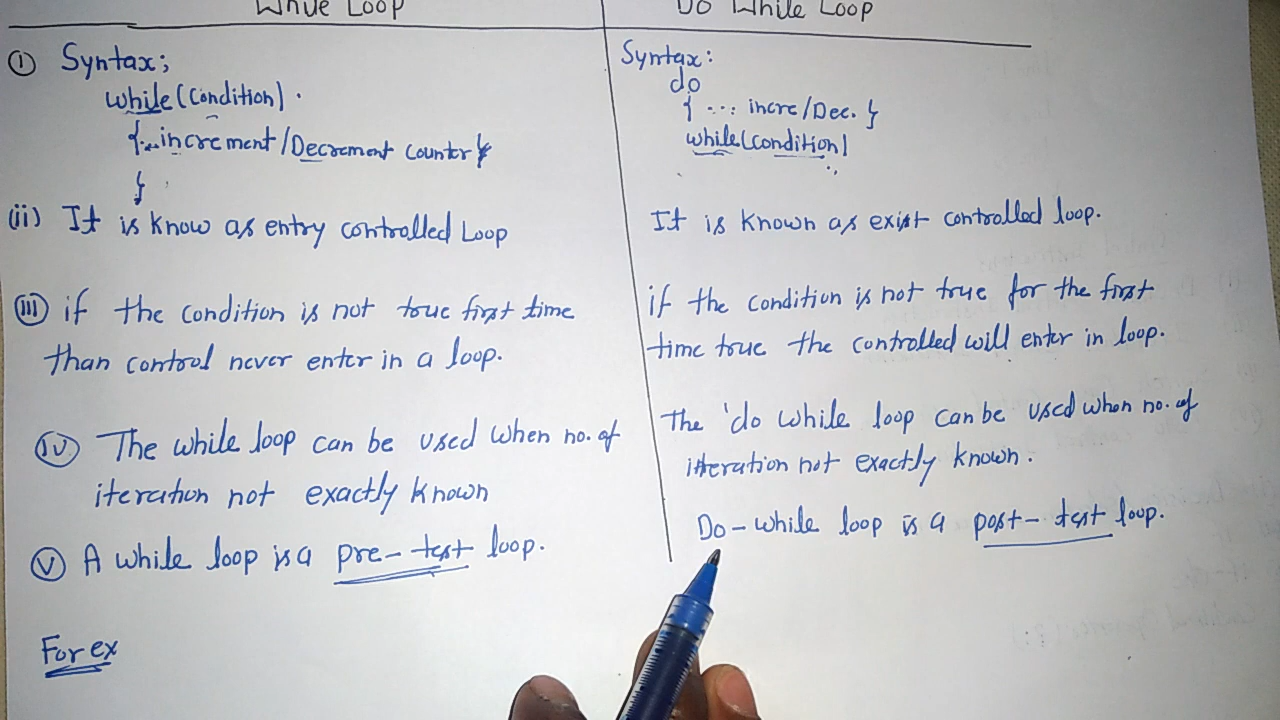 While Loop
Do While Loop
(i) Syntax;
while(Condition)
{...increment/Decrement counter
}
(ii) It is know as entry controlled Loop
(iii) if the condition is not true first time
than control never enter in a loop.
(iv) The while loop can be used when no. of
iteration not exactly known
(v) A while loop is a pre-test loop.
For ex
Syntax:
do
{ ... incre/Dec. }
while(condition)
It is known as exist controlled loop.
if the condition is not true for the first
time true the controlled will enter in loop.
The 'do while loop can be used when no. of
itteration not exactly known.
Do-while loop is a post-test loop.